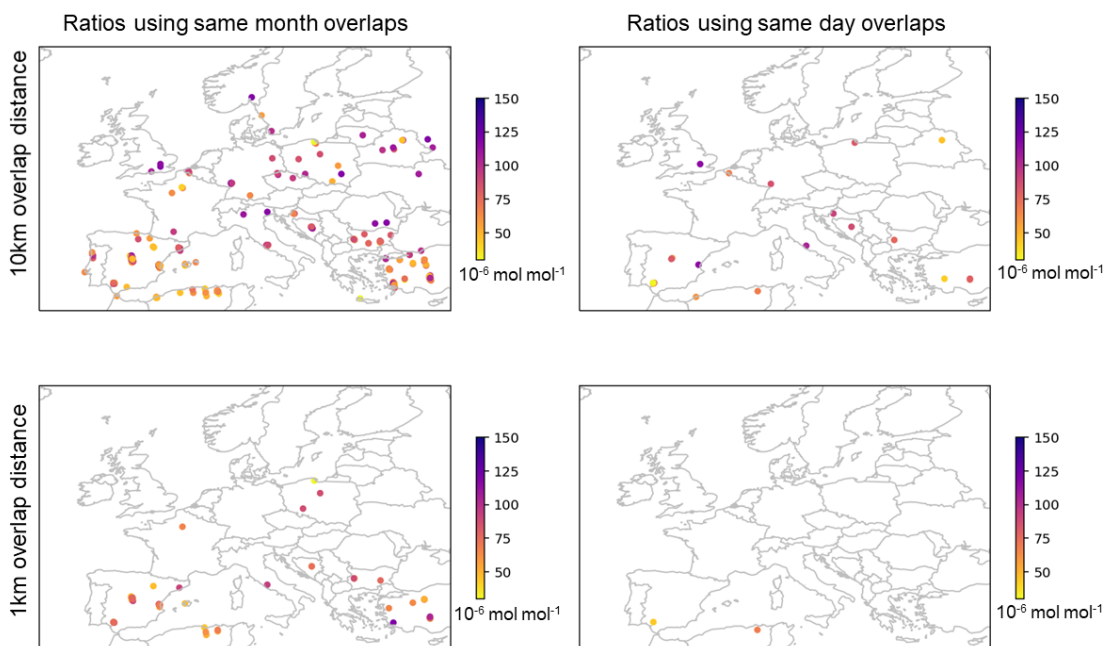 Ratios using same month overlaps
Ratios using same day overlaps
10km overlap distance
150
125
100
75
50
10⁻⁶ mol mol⁻¹
150
125
100
75
50
10⁻⁶ mol mol⁻¹
1km overlap distance
150
125
100
75
50
10⁻⁶ mol mol⁻¹
150
125
100
75
50
10⁻⁶ mol mol⁻¹